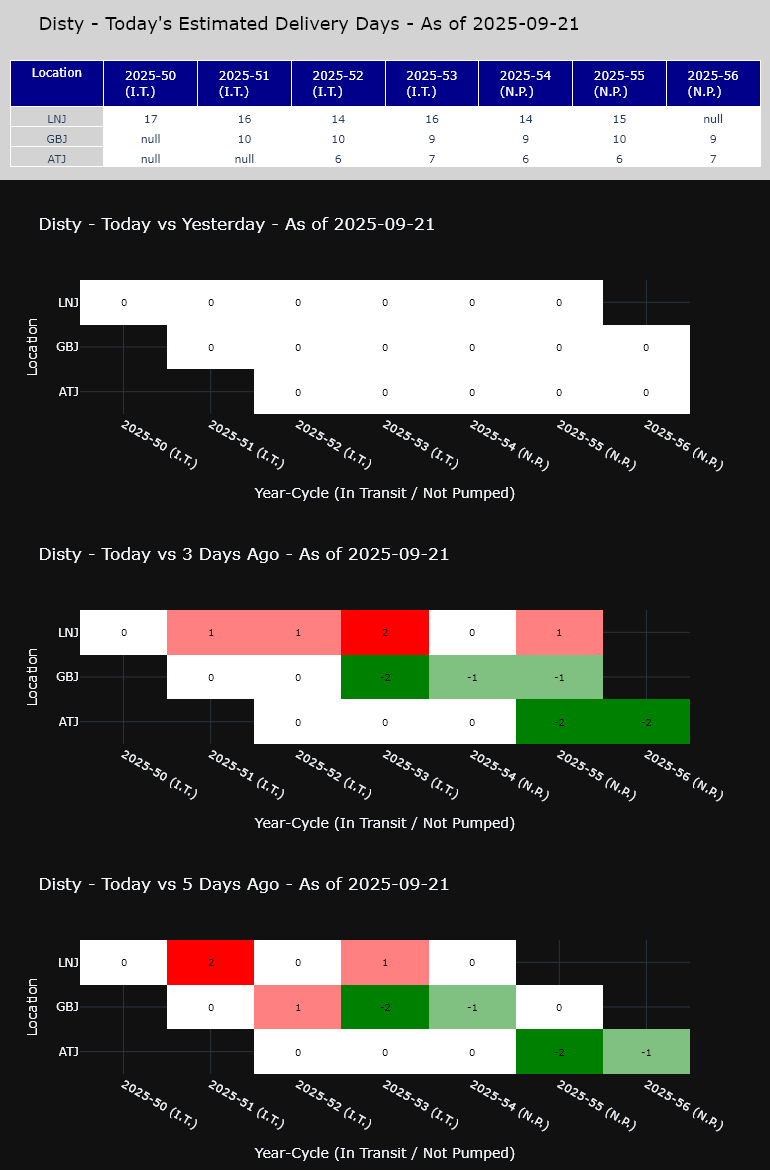 Disty - Today's Estimated Delivery Days - As of 2025-09-21
Location 2025-50 (I.T.) 2025-51 (I.T.) 2025-52 (I.T.) 2025-53 (I.T.) 2025-54 (N.P.) 2025-55 (N.P.) 2025-56 (N.P.)
LNJ 17 16 14 16 14 15 null
GBJ null 10 10 9 9 10 9
ATJ null null 6 7 6 6 7
Disty - Today vs Yesterday - As of 2025-09-21
Location
LNJ 0 0 0 0 0 0
GBJ 0 0 0 0 0 0
ATJ 0 0 0 0 0
2025-50 (I.T.) 2025-51 (I.T.) 2025-52 (I.T.) 2025-53 (I.T.) 2025-54 (N.P.) 2025-55 (N.P.) 2025-56 (N.P.)
Year-Cycle (In Transit / Not Pumped)
Disty - Today vs 3 Days Ago - As of 2025-09-21
Location
LNJ 0 1 1 2 0 1
GBJ 0 0 -2 -1 -1
ATJ 0 0 0 -2 -2
2025-50 (I.T.) 2025-51 (I.T.) 2025-52 (I.T.) 2025-53 (I.T.) 2025-54 (N.P.) 2025-55 (N.P.) 2025-56 (N.P.)
Year-Cycle (In Transit / Not Pumped)
Disty - Today vs 5 Days Ago - As of 2025-09-21
Location
LNJ 0 2 0 1 0
GBJ 0 1 -2 -1 0
ATJ 0 0 0 -2 -1
2025-50 (I.T.) 2025-51 (I.T.) 2025-52 (I.T.) 2025-53 (I.T.) 2025-54 (N.P.) 2025-55 (N.P.) 2025-56 (N.P.)
Year-Cycle (In Transit / Not Pumped)